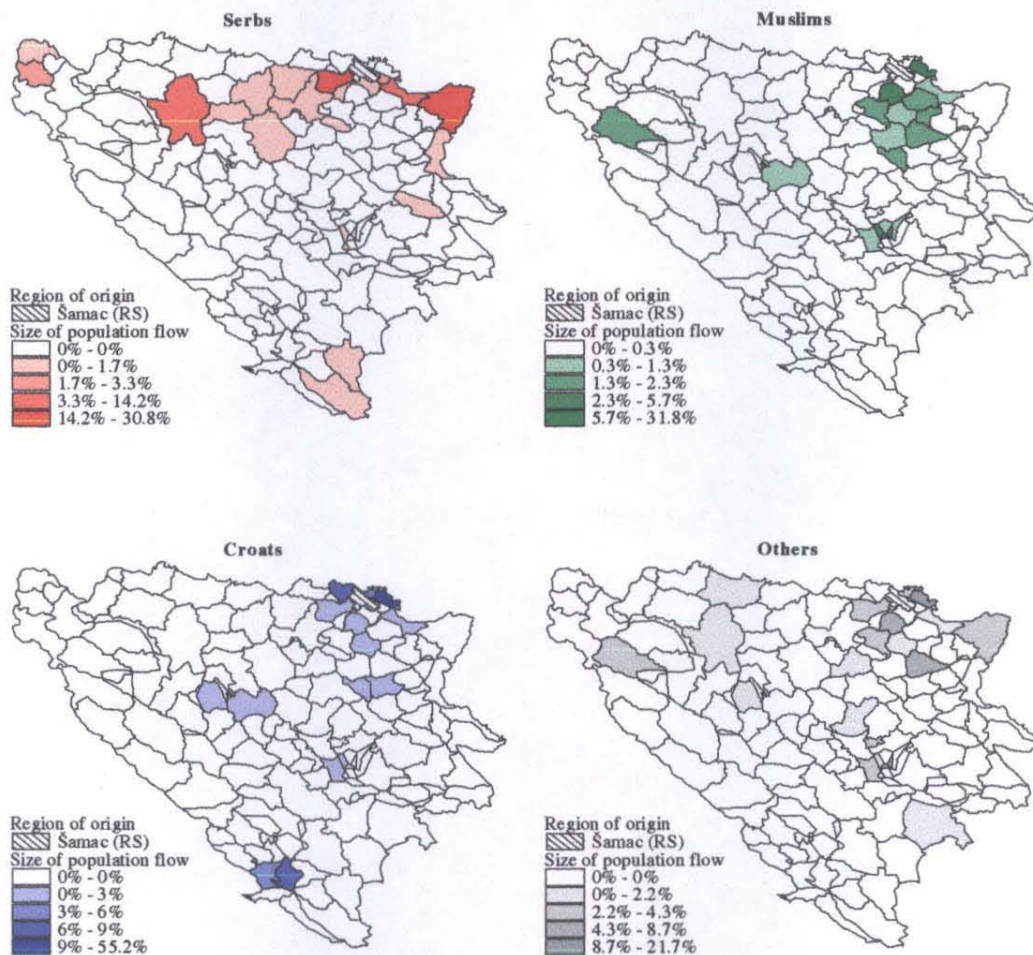 Serbs
Region of origin
Šamac (RS)
Size of population flow
0% - 0%
0% - 1.7%
1.7% - 3.3%
3.3% - 14.2%
14.2% - 30.8%
Muslims
Region of origin
Šamac (RS)
Size of population flow
0% - 0.3%
0.3% - 1.3%
1.3% - 2.3%
2.3% - 5.7%
5.7% - 31.8%
Croats
Region of origin
Šamac (RS)
Size of population flow
0% - 0%
0% - 3%
3% - 6%
6% - 9%
9% - 55.2%
Others
Region of origin
Šamac (RS)
Size of population flow
0% - 0%
0% - 2.2%
2.2% - 4.3%
4.3% - 8.7%
8.7% - 21.7%